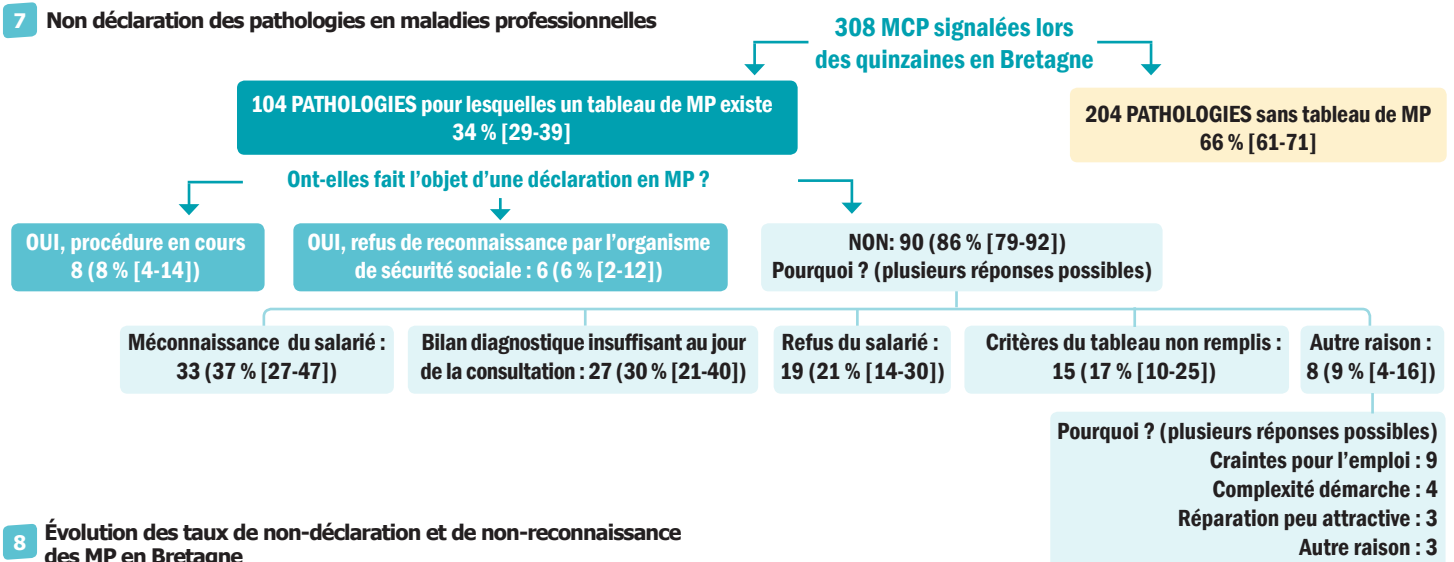 7 Non déclaration des pathologies en maladies professionnelles
308 MCP signalées lors
des quinzaines en Bretagne
104 PATHOLOGIES pour lesquelles un tableau de MP existe
34 % [29-39]
204 PATHOLOGIES sans tableau de MP
66 % [61-71]
Ont-elles fait l'objet d'une déclaration en MP ?
OUI, procédure en cours
8 (8 % [4-14])
OUI, refus de reconnaissance par l'organisme
de sécurité sociale : 6 (6 % [2-12])
NON: 90 (86 % [79-92])
Pourquoi ? (plusieurs réponses possibles)
Méconnaissance du salarié :
33 (37 % [27-47])
Bilan diagnostique insuffisant au jour
de la consultation : 27 (30 % [21-40])
Refus du salarié :
19 (21 % [14-30])
Critères du tableau non remplis :
15 (17 % [10-25])
Autre raison :
8 (9 % [4-16])
Pourquoi ? (plusieurs réponses possibles)
Craintes pour l'emploi : 9
Complexité démarche : 4
Réparation peu attractive : 3
Autre raison : 3
8 Évolution des taux de non-déclaration et de non-reconnaissance
des MP en Bretagne